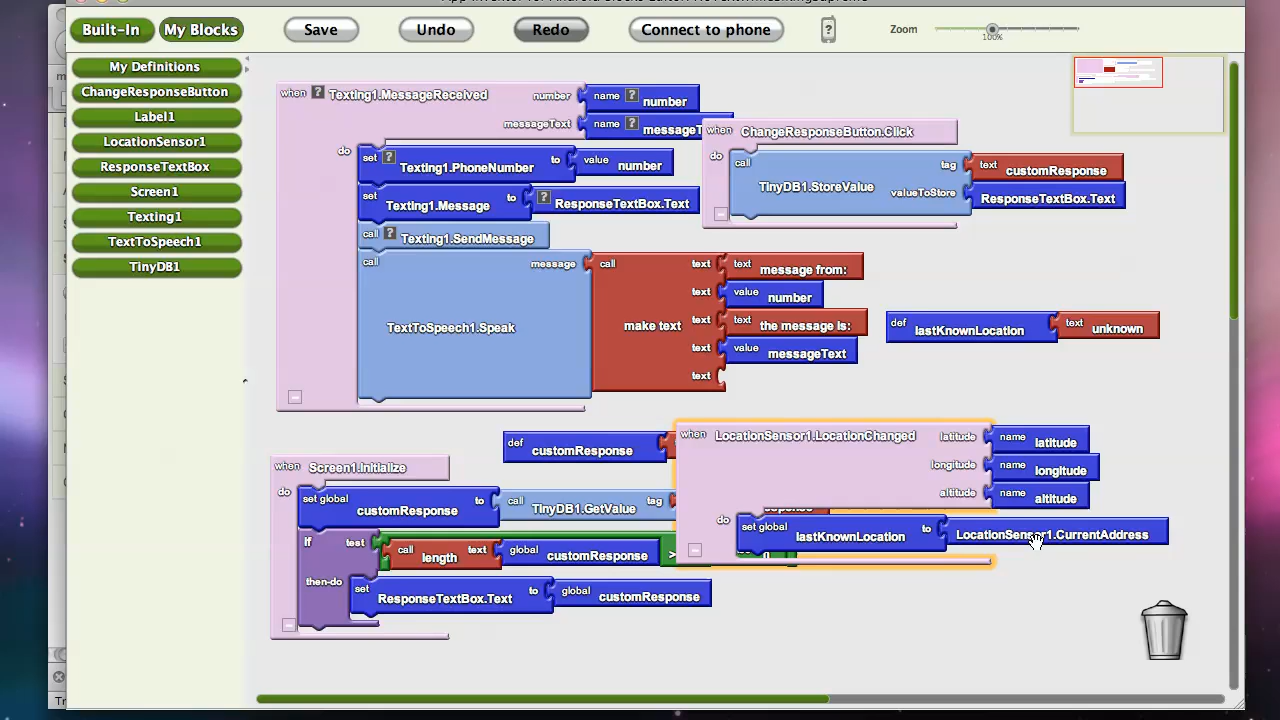 Built-In
My Blocks
Save
Undo
Redo
Connect to phone
Zoom
100%
My Definitions
ChangeResponseButton
Label1
LocationSensor1
ResponseTextBox
Screen1
Texting1
TextToSpeech1
TinyDB1
when ? Texting1.MessageReceived number name ? number
messageText name ? messageT
do set ? Texting1.PhoneNumber to value number
set Texting1.Message to ? ResponseTextBox.Text
call ? Texting1.SendMessage
call TextToSpeech1.Speak message call make text
text text message from:
text value number
text text the message is:
text value messageText
text
when ChangeResponseButton.Click
do call TinyDB1.StoreValue tag text customResponse
valueToStore ResponseTextBox.Text
def lastKnownLocation text unknown
def customResponse
when LocationSensor1.LocationChanged latitude name latitude
longitude name longitude
altitude name altitude
do set global lastKnownLocation to LocationSensor1.CurrentAddress
when Screen1.Initialize
do set global customResponse to call TinyDB1.GetValue tag
If test call length text global customResponse > 0
then-do set ResponseTextBox.Text to global customResponse